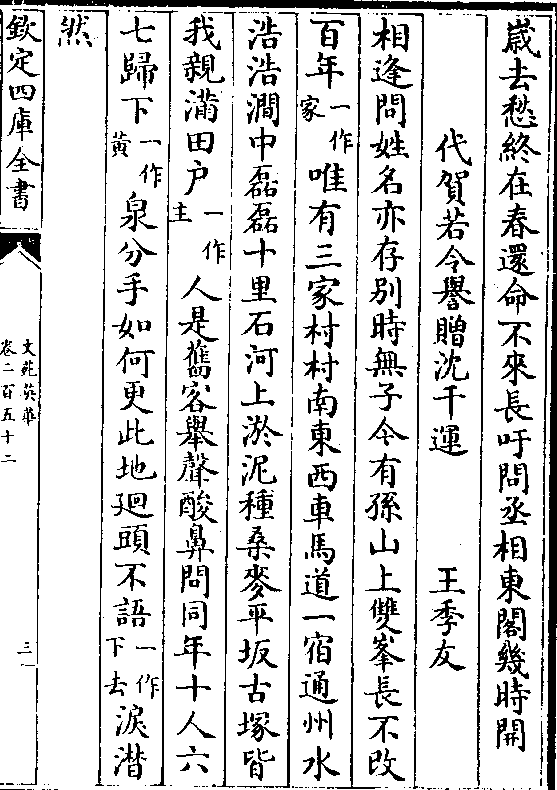 歲去愁終在春還命不來長吁問丞相東閣幾時開
代賀若令譽贈沈千運 王季友
相逢問姓名亦存別時無子今有孫山上雙峯長不改
百年一作家唯有三家村村南東西車馬道一宿通州水
浩浩澗中磊磊十里石河上淤泥種桑麥平坂古塚皆
我親滿田戶一作主人是舊客舉聲酸鼻問同年十人六
七歸下一作黃泉分手如何更此地廻頭不語一作下去淚潸
然
欽定四庫全書
文苑英華
卷二百五十二
三